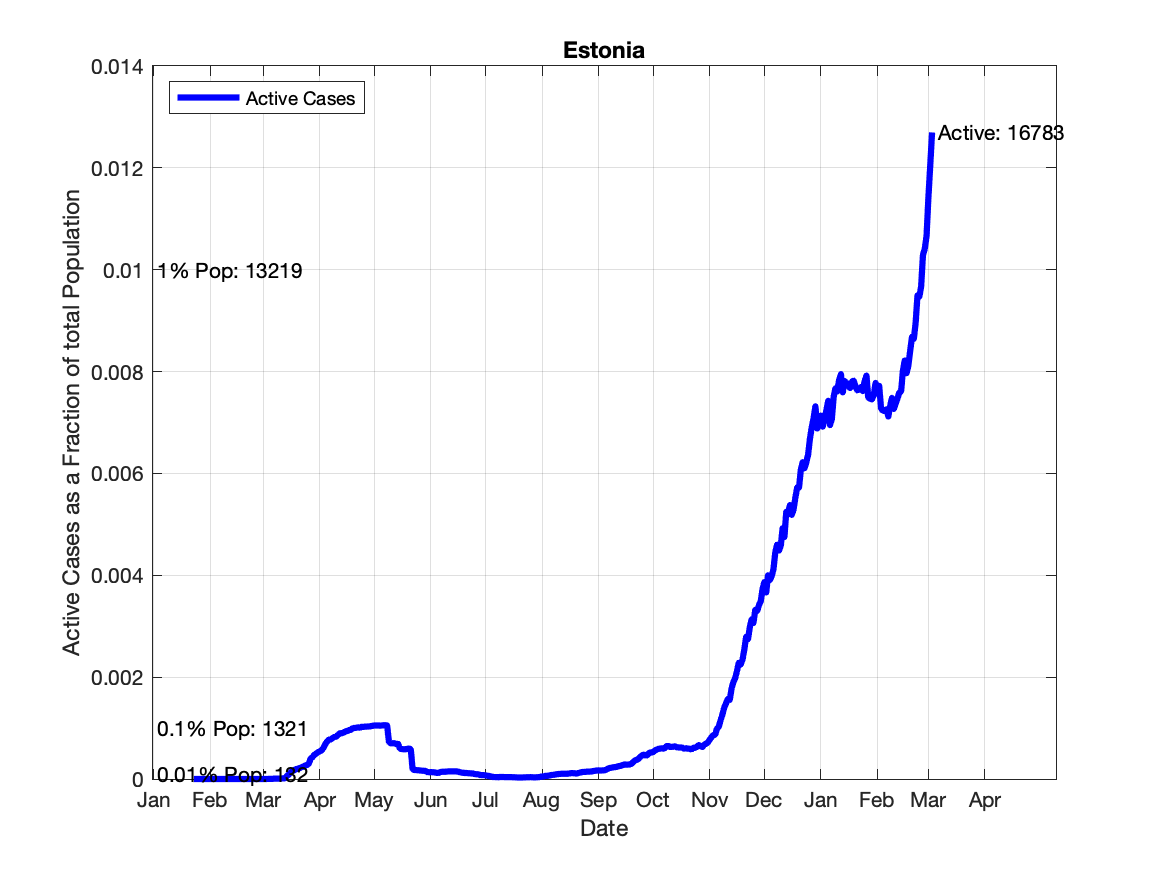 Estonia
0.014
Active Cases
Active: 16783
0.012
0.01
1% Pop: 13219
0.008
0.006
0.004
0.002
0.1% Pop: 1321
0.01% Pop: 132
0
Jan Feb Mar Apr May Jun Jul Aug Sep Oct Nov Dec Jan Feb Mar Apr
Date
Active Cases as a Fraction of total Population